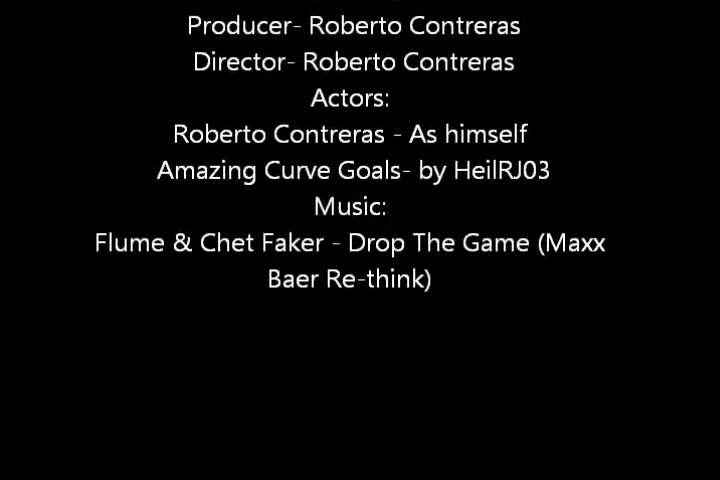 Producer- Roberto Contreras
Director- Roberto Contreras
Actors:
Roberto Contreras - As himself
Amazing Curve Goals- by HeilRJ03
Music:
Flume & Chet Faker - Drop The Game (Maxx
Baer Re-think)